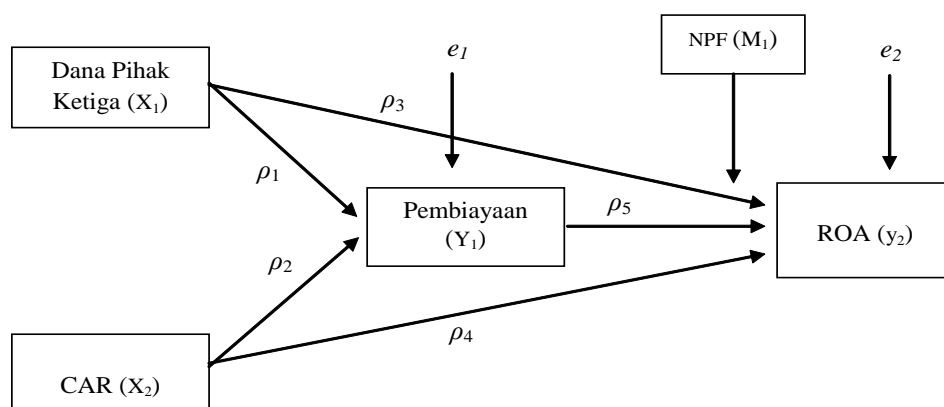 NPF (M₁)
e₁
e₂
Dana Pihak
Ketiga (X₁)
ρ₃
ρ₁
Pembiayaan
(Y₁)
ρ₅
ROA (y₂)
ρ₂
ρ₄
CAR (X₂)